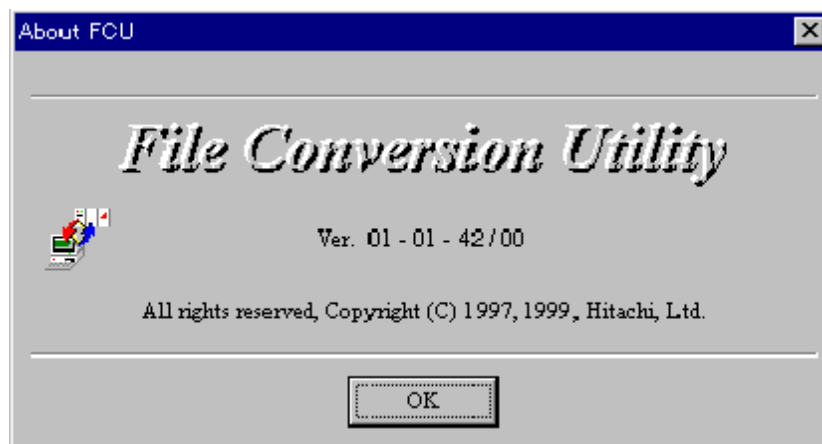 About FCU
File Conversion Utility
Ver. 01 - 01 - 42 / 00
All rights reserved, Copyright (C) 1997, 1999, Hitachi, Ltd.
OK